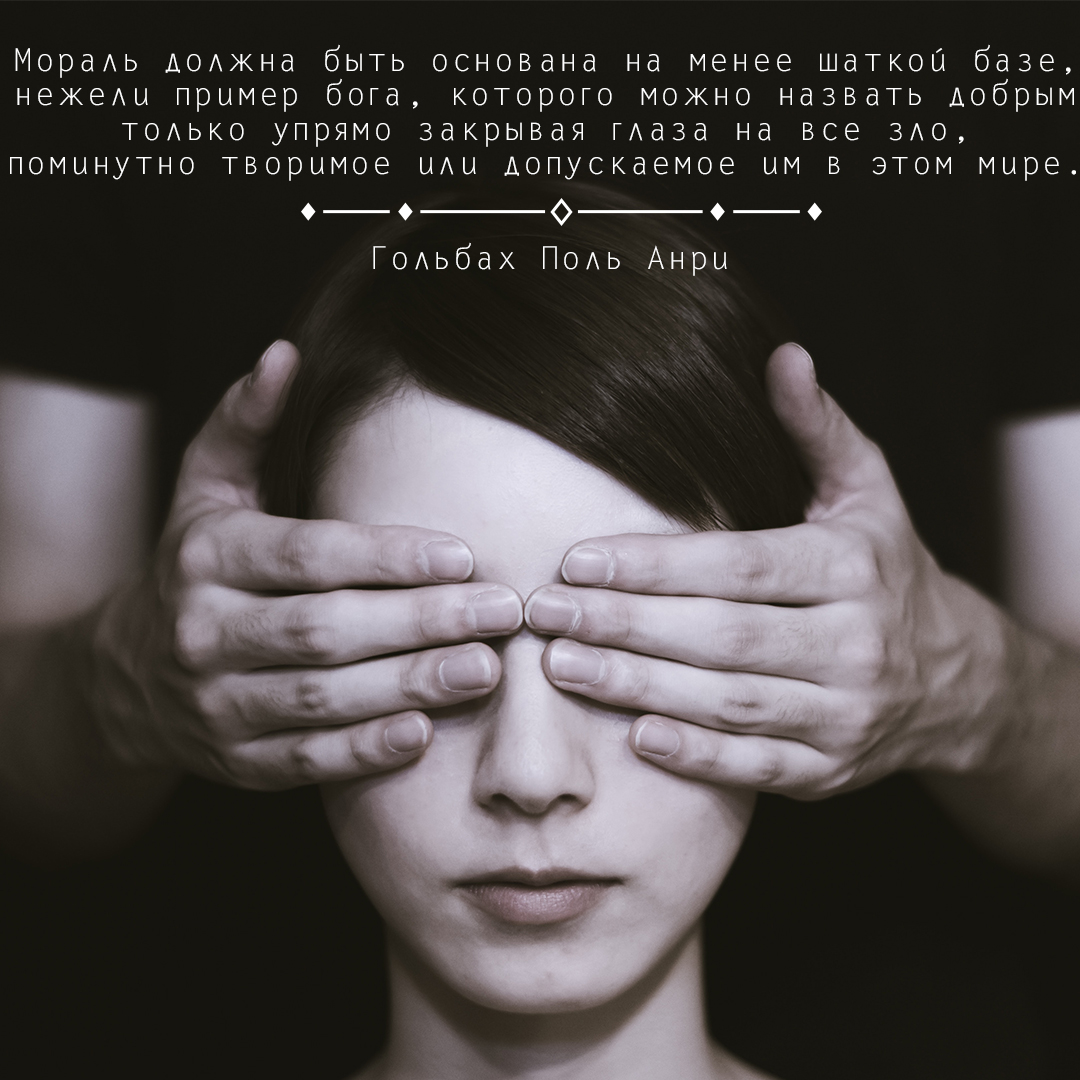 Мораль должна быть основана на менее шаткой базе,
нежели пример бога, которого можно назвать добрым
только упрямо закрывая глаза на все зло,
поминутно творимое или допускаемое им в этом мире.
Гольбах Поль Анри